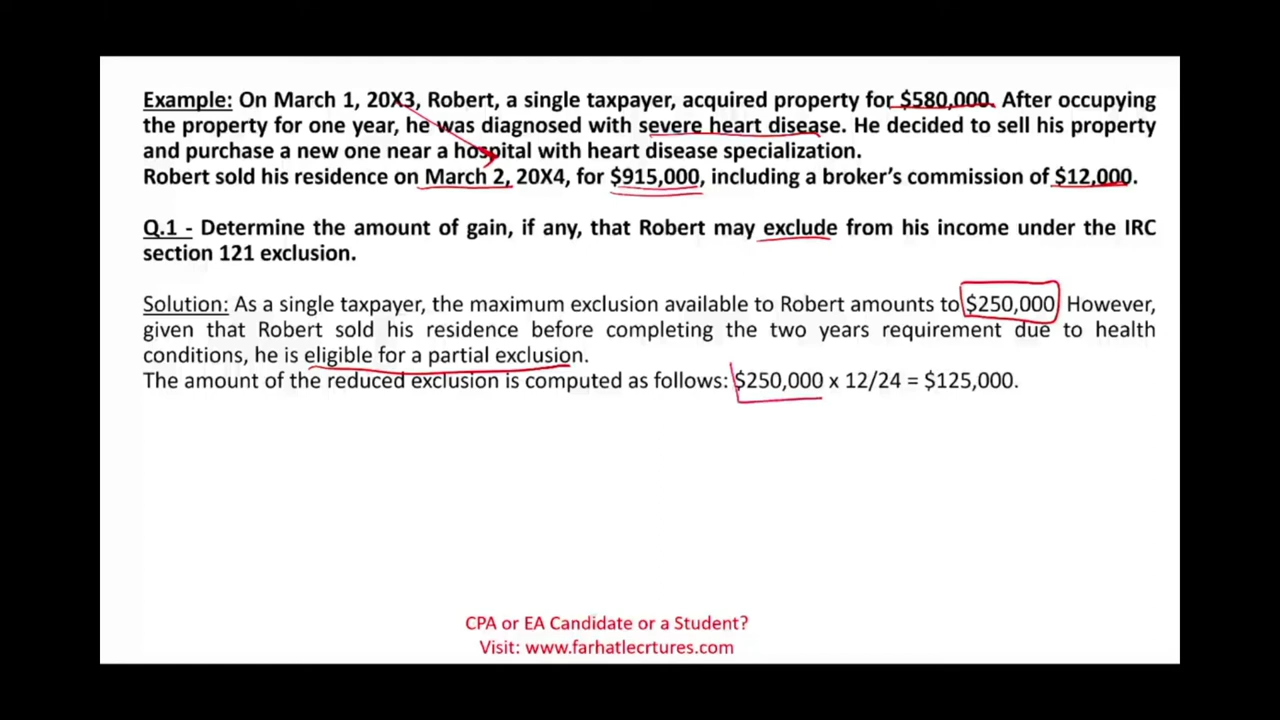 Example: On March 1, 20X3, Robert, a single taxpayer, acquired property for $580,000. After occupying
the property for one year, he was diagnosed with severe heart disease. He decided to sell his property
and purchase a new one near a hospital with heart disease specialization.
Robert sold his residence on March 2, 20X4, for $915,000, including a broker’s commission of $12,000.
Q.1 - Determine the amount of gain, if any, that Robert may exclude from his income under the IRC
section 121 exclusion.
Solution: As a single taxpayer, the maximum exclusion available to Robert amounts to $250,000 However,
given that Robert sold his residence before completing the two years requirement due to health
conditions, he is eligible for a partial exclusion.
The amount of the reduced exclusion is computed as follows: $250,000 x 12/24 = $125,000.
CPA or EA Candidate or a Student?
Visit: www.farhatlecrtures.com